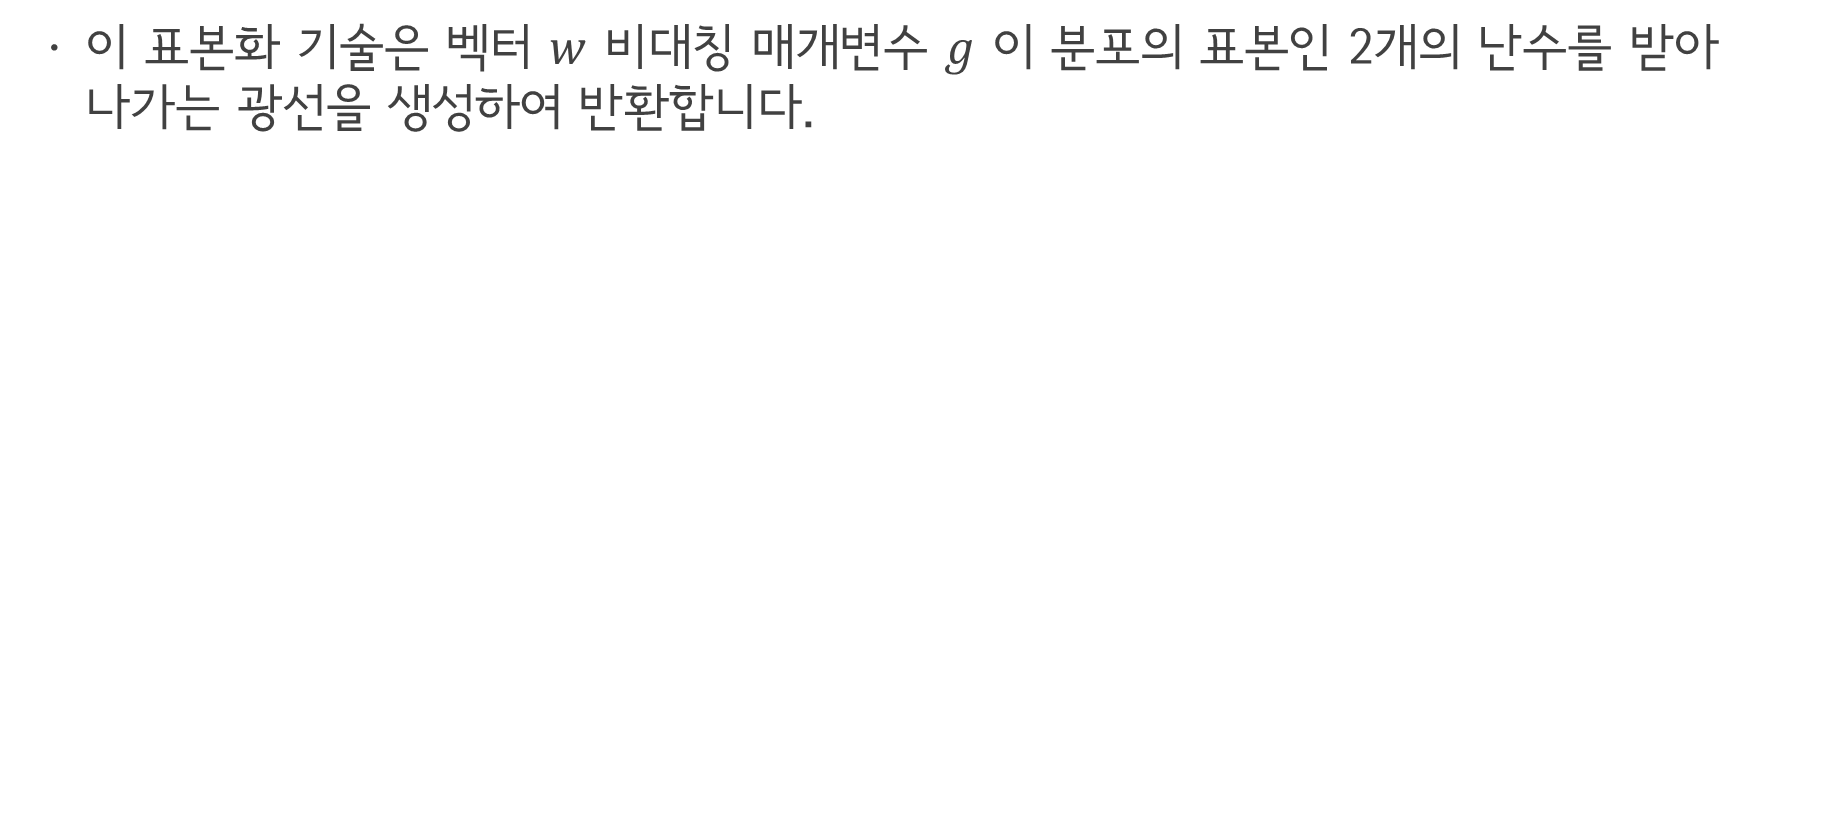 · 이 표본화 기술은 벡터 w 비대칭 매개변수 g 이 분포의 표본인 2개의 난수를 받아
나가는 광선을 생성하여 반환합니다.